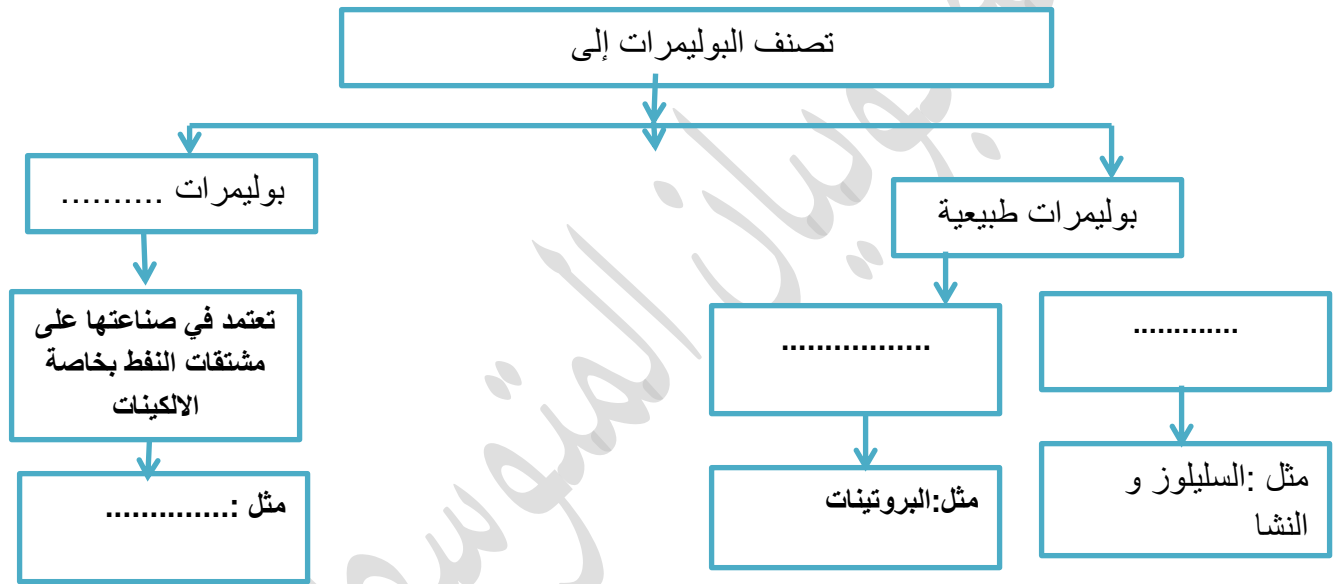 تصنف البوليمرات إلى
بوليمرات طبيعية
بوليمرات ..........
.............
.................
تعتمد في صناعتها على
مشتقات النفط بخاصة
الالكينات
مثل :السليلوز و
النشا
مثل:البروتينات
مثل :..............